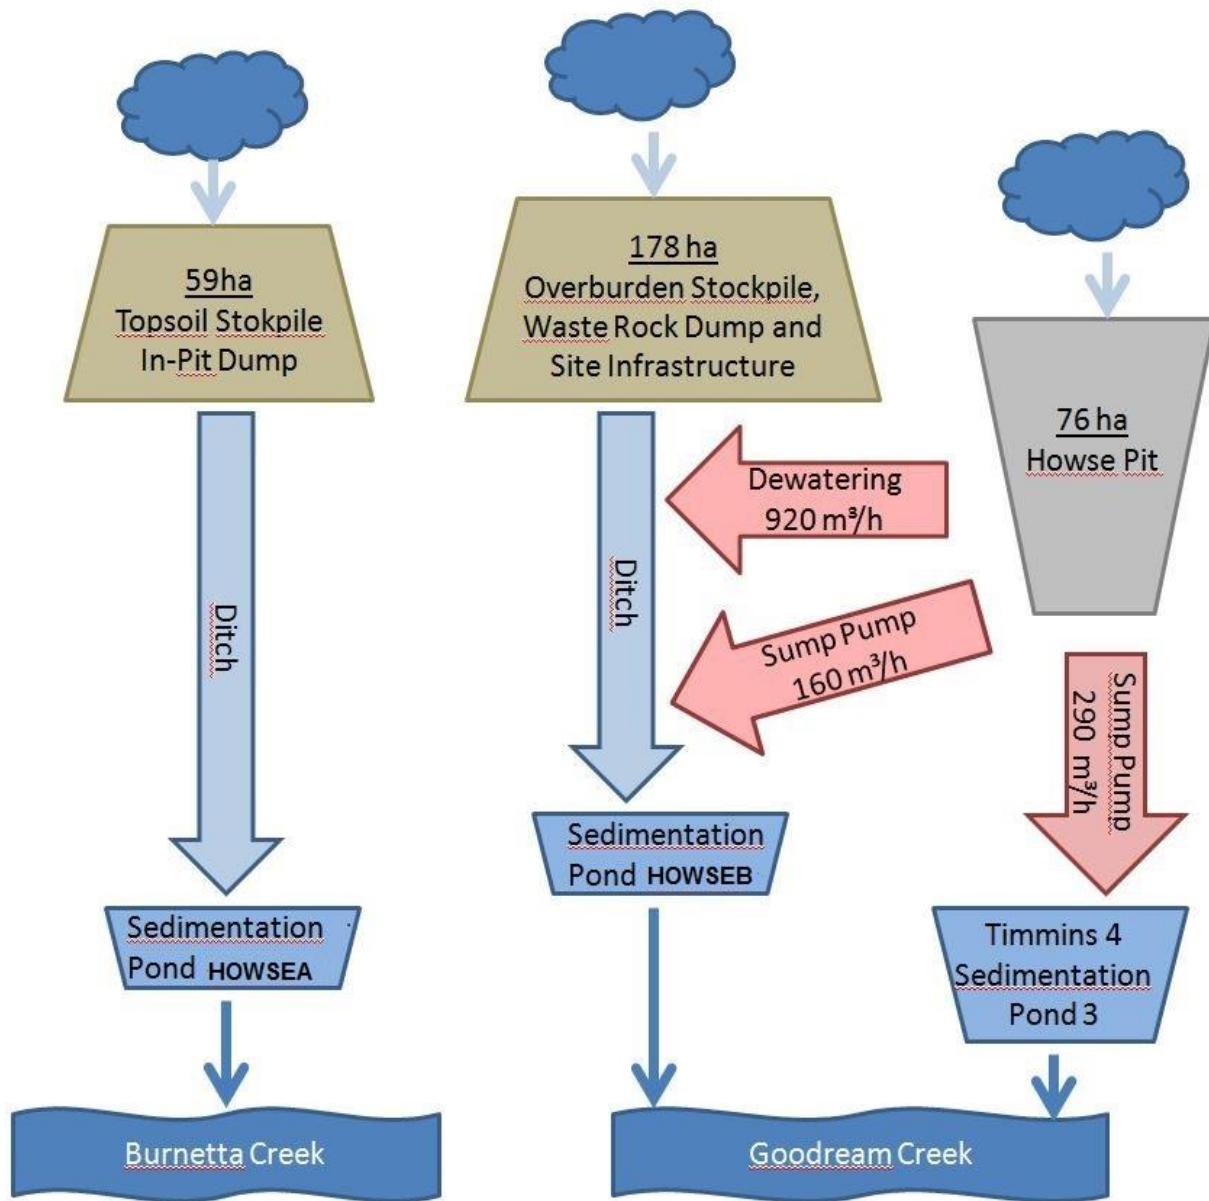 59ha
Topsoil Stokpile
In-Pit Dump
178 ha
Overburden Stockpile,
Waste Rock Dump and
Site Infrastructure
76 ha
Howse Pit
Dewatering
920 m³/h
Ditch
Ditch
Sump Pump
160 m³/h
Sump Pump
290 m³/h
Sedimentation
Pond HOWSEB
Sedimentation
Pond HOWSEA
Timmins 4
Sedimentation
Pond 3
Burnetta Creek
Goodream Creek